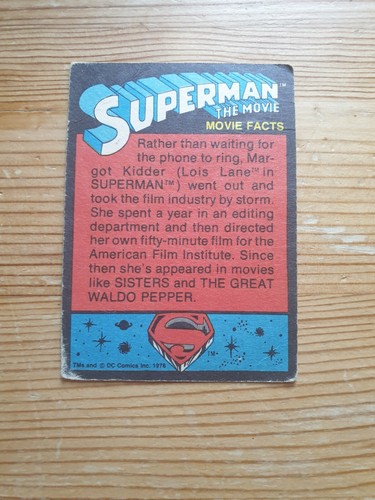 SUPERMAN™
THE MOVIE
MOVIE FACTS
Rather than waiting for
the phone to ring, Mar-
got Kidder (Lois Lane™ in
SUPERMAN™) went out and
took the film industry by storm.
She spent a year in an editing
department and then directed
her own fifty-minute film for the
American Film Institute. Since
then she's appeared in movies
like SISTERS and THE GREAT
WALDO PEPPER.
S
™
TMs and © DC Comics Inc. 1978